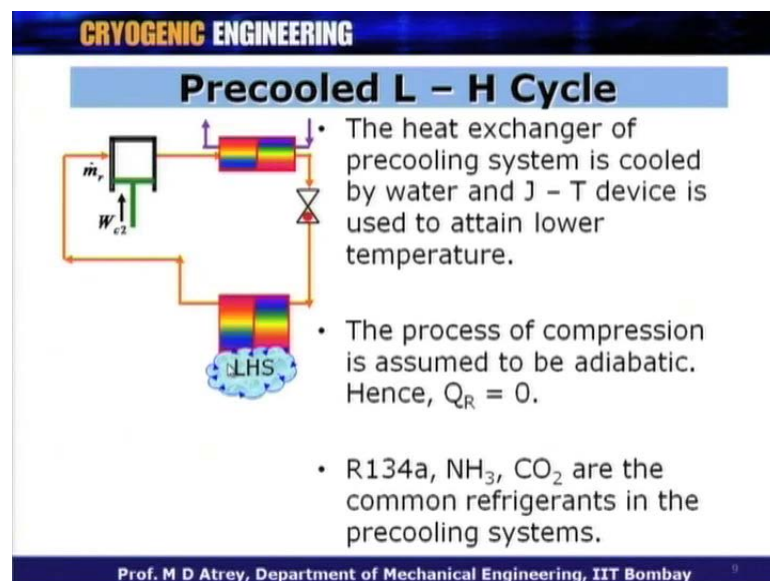 CRYOGENIC ENGINEERING
Precooled L – H Cycle
ṁr
Wc2
LHS
• The heat exchanger of
precooling system is cooled
by water and J – T device is
used to attain lower
temperature.
• The process of compression
is assumed to be adiabatic.
Hence, QR = 0.
• R134a, NH3, CO2 are the
common refrigerants in the
precooling systems.
Prof. M D Atrey, Department of Mechanical Engineering, IIT Bombay
9